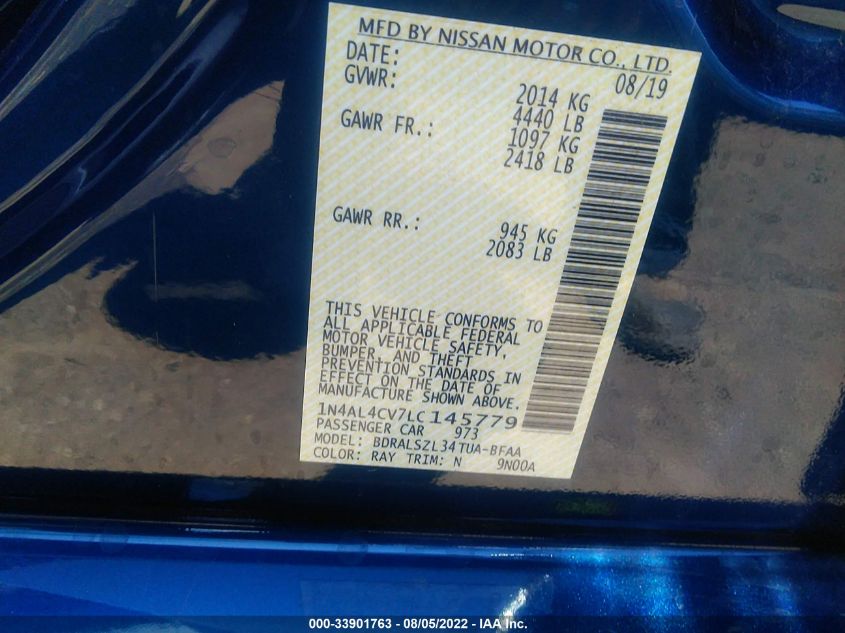 MFD BY NISSAN MOTOR CO., LTD.
DATE: 08/19
GVWR: 2014 KG
4440 LB
GAWR FR.: 1097 KG
2418 LB
GAWR RR.: 945 KG
2083 LB
THIS VEHICLE CONFORMS TO
ALL APPLICABLE FEDERAL
MOTOR VEHICLE SAFETY,
BUMPER, AND THEFT
PREVENTION STANDARDS IN
EFFECT ON THE DATE OF
MANUFACTURE SHOWN ABOVE.
1N4AL4CV7LC145779
PASSENGER CAR 973
MODEL: BDRALSZL34TUA-BFAA
COLOR: RAY TRIM: N 9N00A
000-33901763 - 08/05/2022 - IAA Inc.